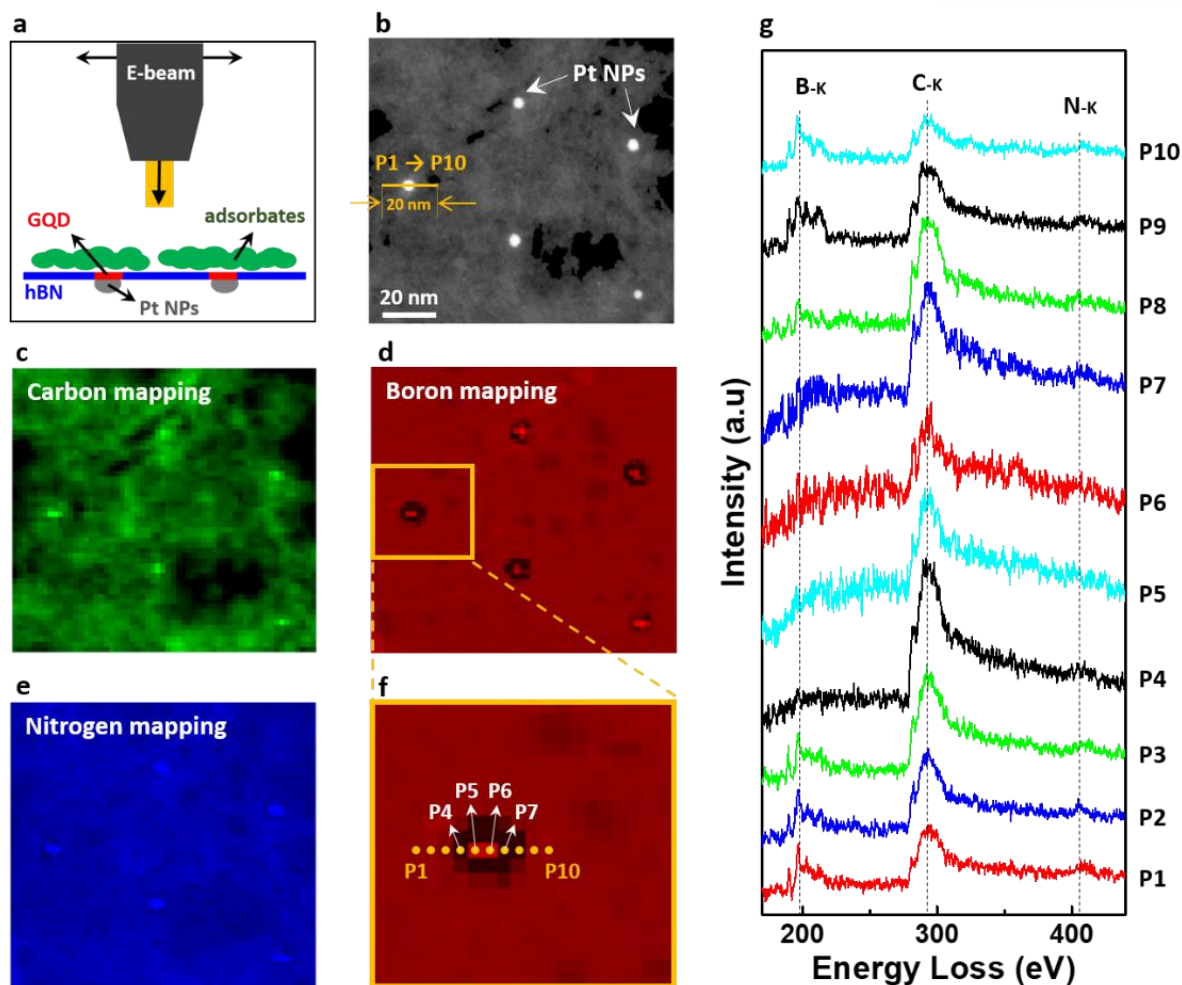 a
E-beam
GQD
adsorbates
hBN
Pt NPs
b
Pt NPs
P1 → P10
20 nm
20 nm
c
Carbon mapping
d
Boron mapping
e
Nitrogen mapping
f
P5 P6
P4 P7
P1 P10
g
B-K C-K N-K
P10
P9
P8
P7
P6
P5
P4
P3
P2
P1
Intensity (a.u)
200 300 400
Energy Loss (eV)